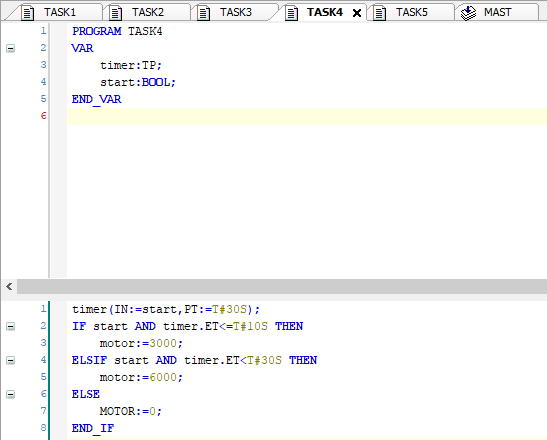 TASK1 TASK2 TASK3 TASK4 TASK5 MAST
1 PROGRAM TASK4
2 VAR
3 timer:TP;
4 start:BOOL;
5 END_VAR
6
1 timer(IN:=start,PT:=T#30S);
2 IF start AND timer.ET<=T#10S THEN
3 motor:=3000;
4 ELSIF start AND timer.ET<T#30S THEN
5 motor:=6000;
6 ELSE
7 MOTOR:=0;
8 END_IF